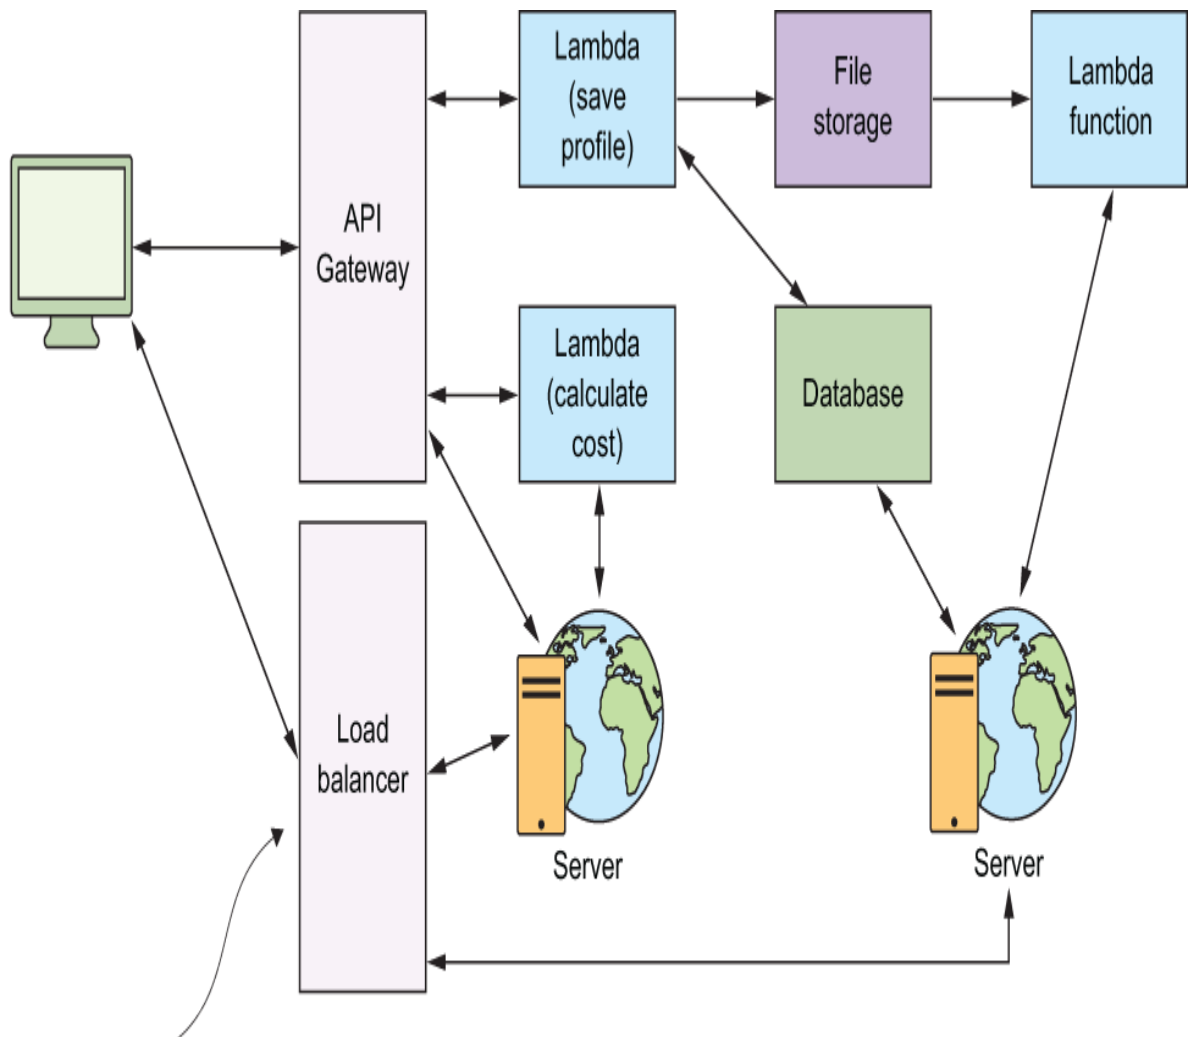 Lambda
(save
profile)
File
storage
Lambda
function
API
Gateway
Lambda
(calculate
cost)
Database
Load
balancer
Server
Server